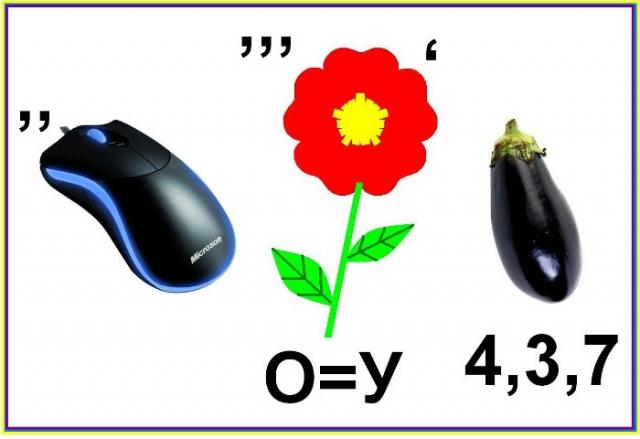 ,,
,,,
‘
Microsoft
О=У
4,3,7